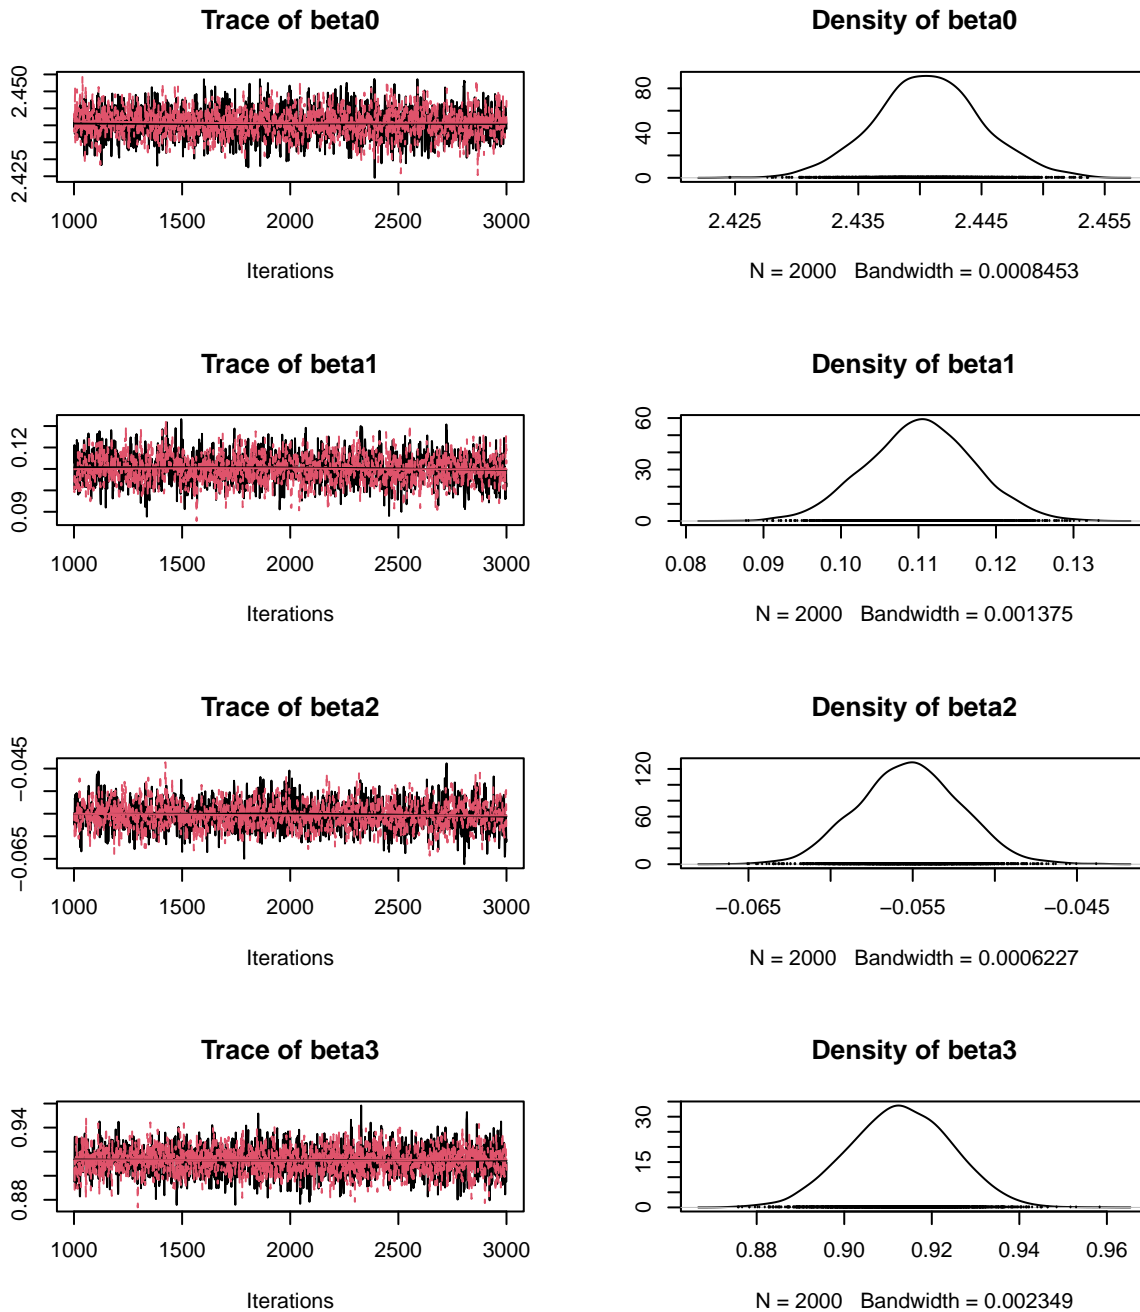 Trace of beta0
2.425 2.450
1000 1500 2000 2500 3000
Iterations
Density of beta0
0 40 80
2.425 2.435 2.445 2.455
N = 2000 Bandwidth = 0.0008453
Trace of beta1
0.09 0.12
1000 1500 2000 2500 3000
Iterations
Density of beta1
0 30 60
0.08 0.09 0.10 0.11 0.12 0.13
N = 2000 Bandwidth = 0.001375
Trace of beta2
−0.065 −0.045
1000 1500 2000 2500 3000
Iterations
Density of beta2
0 60 120
−0.065 −0.055 −0.045
N = 2000 Bandwidth = 0.0006227
Trace of beta3
0.88 0.94
1000 1500 2000 2500 3000
Iterations
Density of beta3
0 15 30
0.88 0.90 0.92 0.94 0.96
N = 2000 Bandwidth = 0.002349